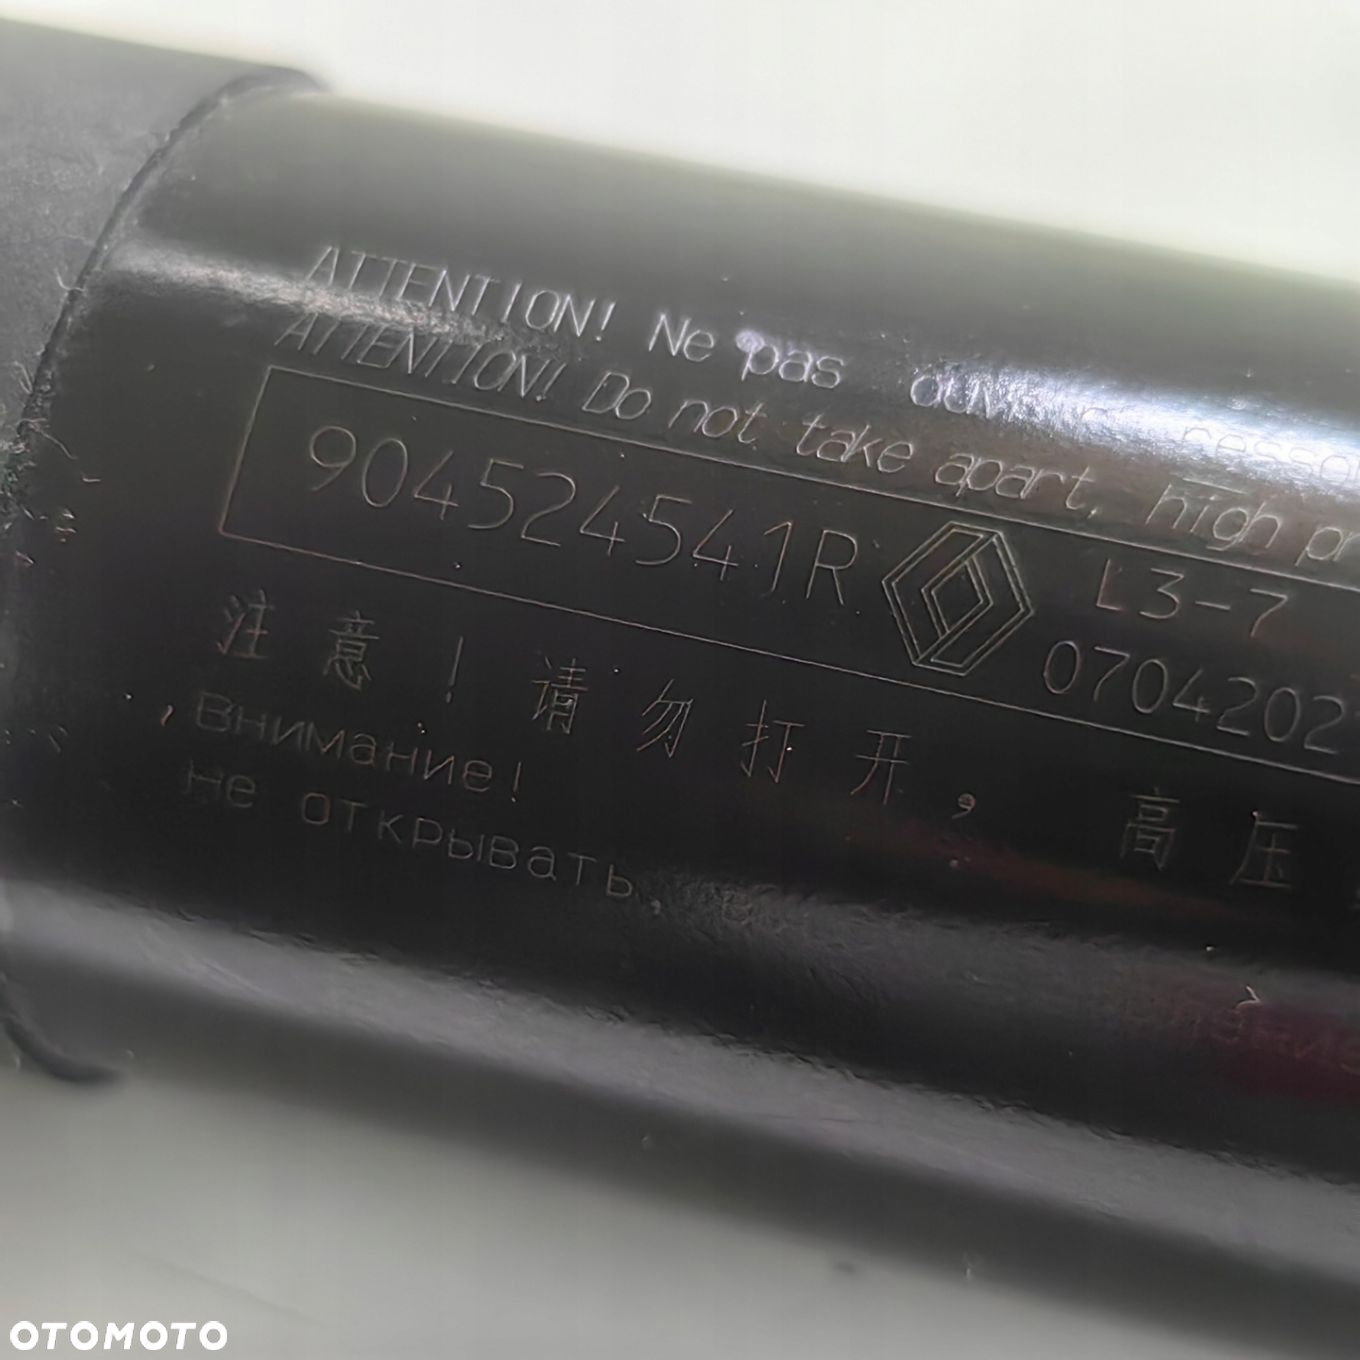 ATTENTION! Ne pas
ATTENTION! Do not take apart, high
904524541R
L3-7
0704202
注意！请勿打开，高压
Внимание!
Не открывать,
OTOMOTO